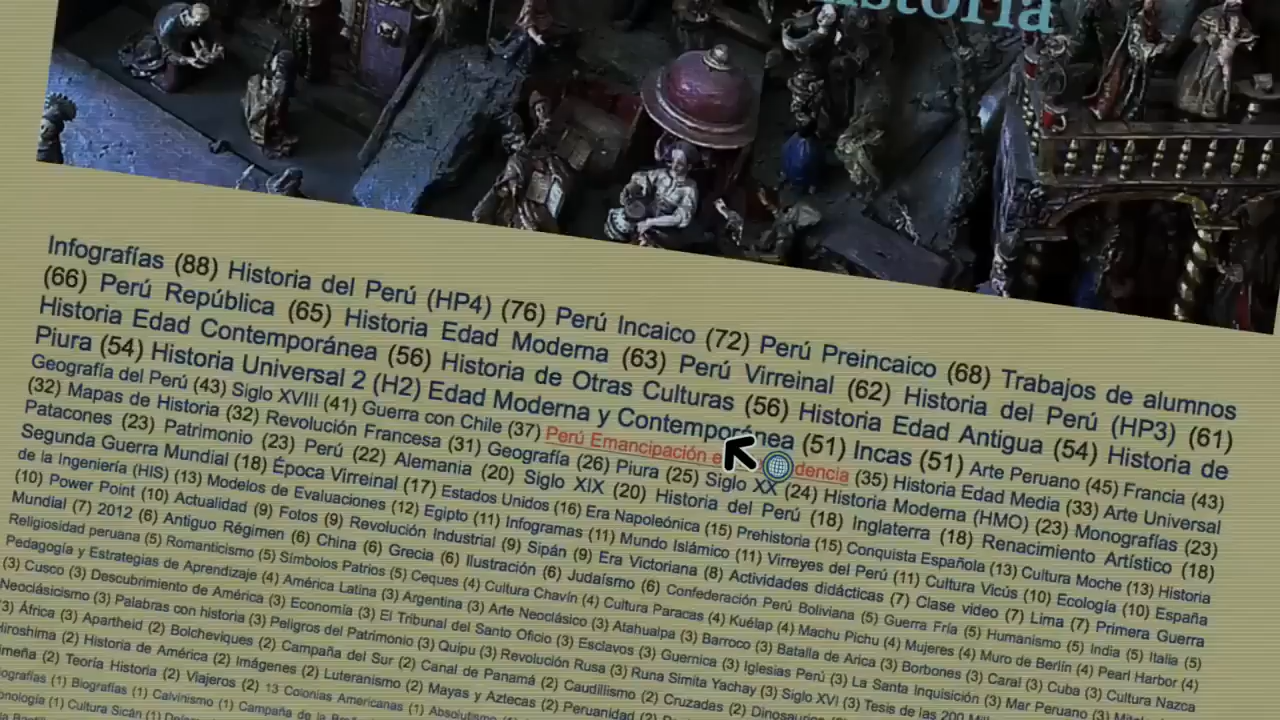 Infografías (88) Historia del Perú (HP4) (76) Perú Incaico (72) Perú Preincaico (68) Trabajos de alumnos
(66) Perú República (65) Historia Edad Moderna (63) Perú Virreinal (62) Historia del Perú (HP3) (61)
Historia Edad Contemporánea (56) Historia de Otras Culturas (56) Historia Edad Antigua (54) Historia de
Piura (54) Historia Universal 2 (H2) Edad Moderna y Contemporánea (51) Incas (51) Arte Peruano (45) Francia (43)
Geografía del Perú (43) Siglo XVIII (41) Guerra con Chile (37) Perú Emancipación e dencia (35) Historia Edad Media (33) Arte Universal
(32) Mapas de Historia (32) Revolución Francesa (31) Geografía (26) Piura (25) Siglo XX (24) Historia Moderna (HMO) (23) Monografías (23)
Patacones (23) Patrimonio (23) Perú (22) Alemania (20) Siglo XIX (20) Historia del Perú (18) Inglaterra (18) Renacimiento Artístico (18)
Segunda Guerra Mundial (18) Época Virreinal (17) Estados Unidos (16) Era Napoleónica (15) Prehistoria (15) Conquista Española (13) Cultura Moche (13) Historia
de la Ingeniería (HIS) (13) Modelos de Evaluaciones (12) Egipto (11) Infogramas (11) Mundo Islámico (11) Virreyes del Perú (11) Cultura Vicús (10) Ecología (10) España
(10) Power Point (10) Actualidad (9) Fotos (9) Revolución Industrial (9) Sipán (9) Era Victoriana (8) Actividades didácticas (7) Clase video (7) Lima (7) Primera Guerra
Mundial (7) 2012 (6) Antiguo Régimen (6) China (6) Grecia (6) Ilustración (6) Judaísmo (6) Confederación Perú Boliviana (5) Guerra Fría (5) Humanismo (5) India (5) Italia (5)
Religiosidad peruana (5) Romanticismo (5) Símbolos Patrios (5) Ceques (4) Cultura Chavín (4) Cultura Paracas (4) Kuélap (4) Machu Pichu (4) Mujeres (4) Muro de Berlín (4) Pearl Harbor (4)
Pedagogía y Estrategias de Aprendizaje (4) América Latina (3) Argentina (3) Arte Neoclásico (3) Atahualpa (3) Barroco (3) Batalla de Arica (3) Borbones (3) Caral (3) Cuba (3) Cultura Nazca
(3) Cusco (3) Descubrimiento de América (3) Economía (3) El Tribunal del Santo Oficio (3) Esclavos (3) Guernica (3) Iglesias Perú (3) La Santa Inquisición (3) Mar Peruano (3)
Neoclásicismo (3) Palabras con historia (3) Peligros del Patrimonio (3) Quipu (3) Revolución Rusa (3) Runa Simita Yachay (3) Siglo XVI (3) Tesis de las 200
(3) África (3) Apartheid (2) Bolcheviques (2) Campaña del Sur (2) Canal de Panamá (2) Caudillismo (2) Cruzadas (2) Dinosaurios
Hiroshima (2) Historia de América (2) Imágenes (2) Luteranismo (2) Mayas y Aztecas (2) Peruanidad (2)
(2) Teoría Historia (2) Viajeros (2) 13 Colonias Americanas (1) Absolutismo
(1) Biografías (1) Calvinismo (1) Campaña de la
(1) Cultura Sicán (1)